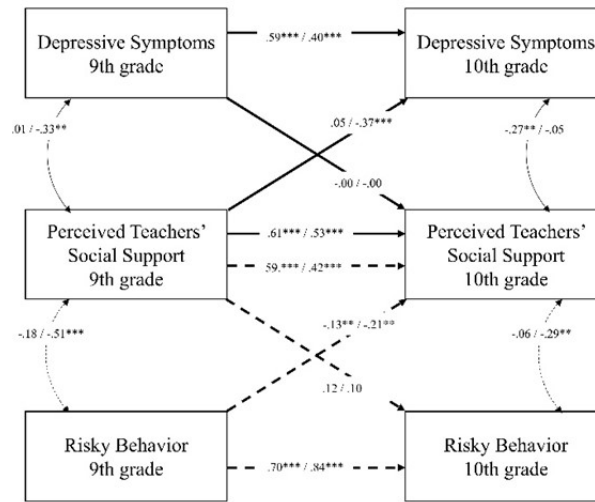 Depressive Symptoms
9th grade
.59*** / .40***
Depressive Symptoms
10th grade
.01 / -.33**
.05 / -.37***
-.27** / -.05
-.00 / -.00
Perceived Teachers'
Social Support
9th grade
.61*** / .53***
59.*** / .42***
Perceived Teachers'
Social Support
10th grade
-.18 / -.51***
-.13** / -.21**
-.06 / -.29**
.12 / .10
Risky Behavior
9th grade
.70*** / .84***
Risky Behavior
10th grade